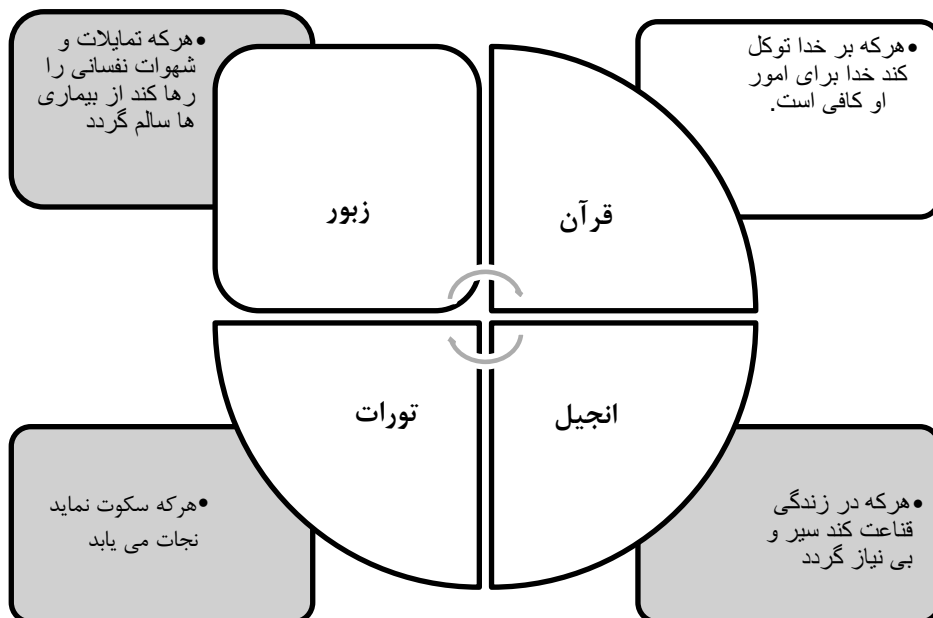 •هرکه بر خدا توکل
کند خدا برای امور
او کافی است.
•هرکه تمایلات و
شهوات نفسانی را
رها کند از بیماری
ها سالم گردد
قرآن
زبور
انجیل
تورات
•هرکه در زندگی
قناعت کند سیر و
بی نیاز گردد
•هرکه سکوت نماید
نجات می یابد